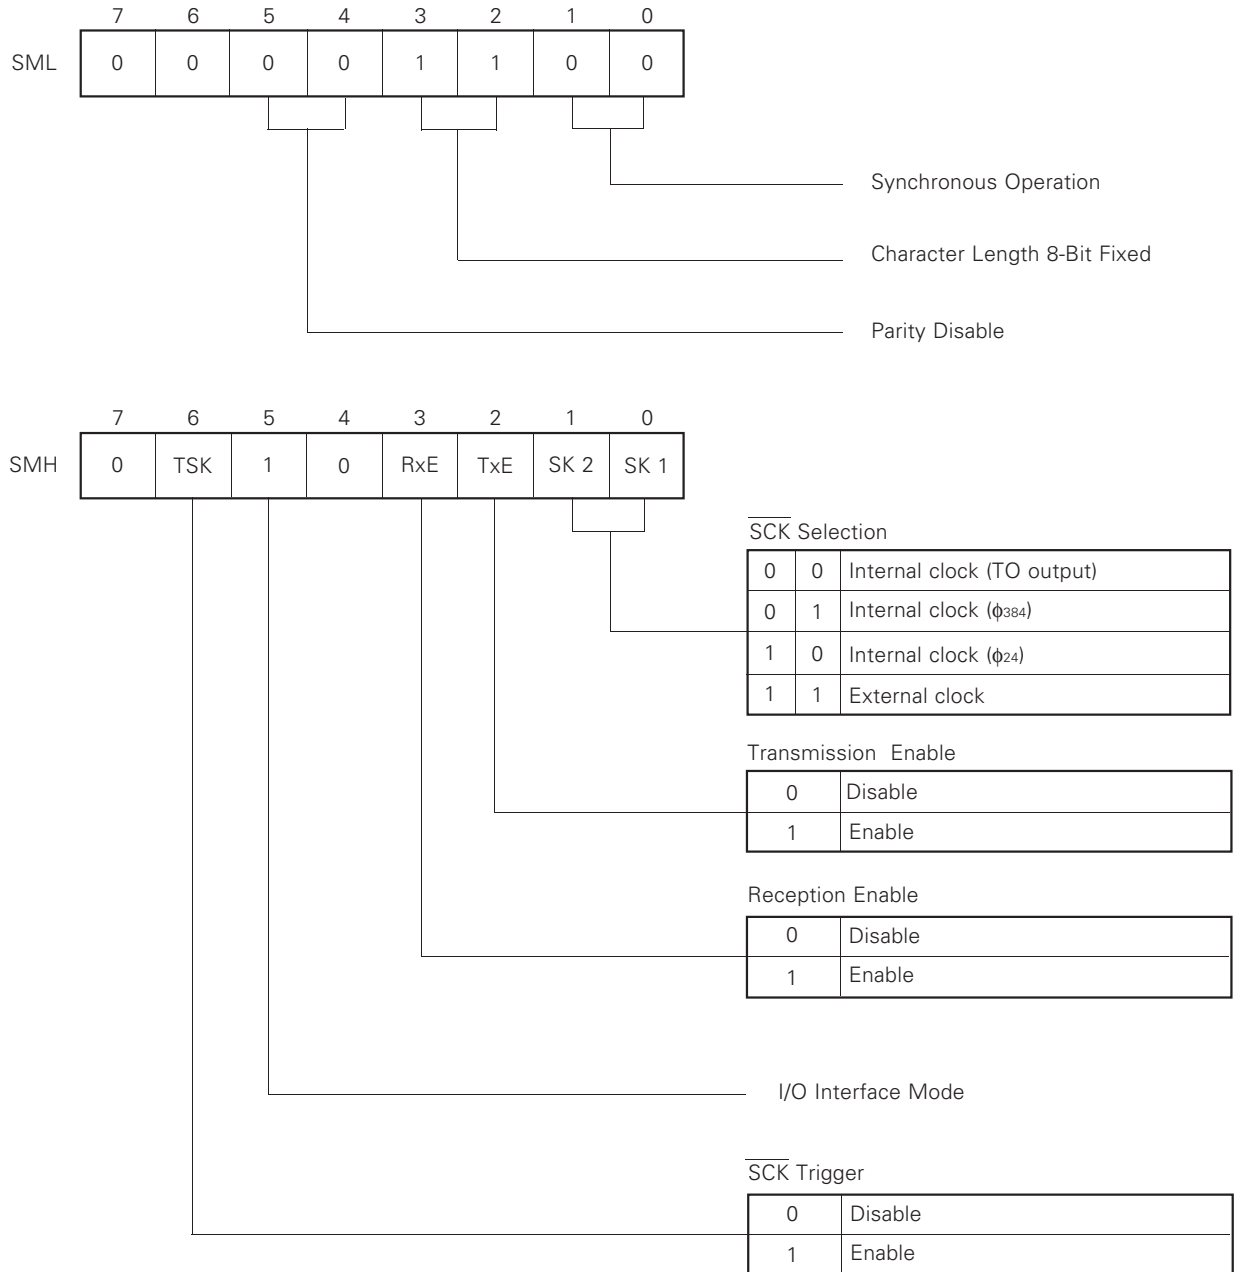 7 6 5 4 3 2 1 0
SML 0 0 0 0 1 1 0 0
Synchronous Operation
Character Length 8-Bit Fixed
Parity Disable
7 6 5 4 3 2 1 0
SMH 0 TSK 1 0 RxE TxE SK 2 SK 1
SCK Selection
0 0 Internal clock (TO output)
0 1 Internal clock (ϕ384)
1 0 Internal clock (ϕ24)
1 1 External clock
Transmission Enable
0 Disable
1 Enable
Reception Enable
0 Disable
1 Enable
I/O Interface Mode
SCK Trigger
0 Disable
1 Enable